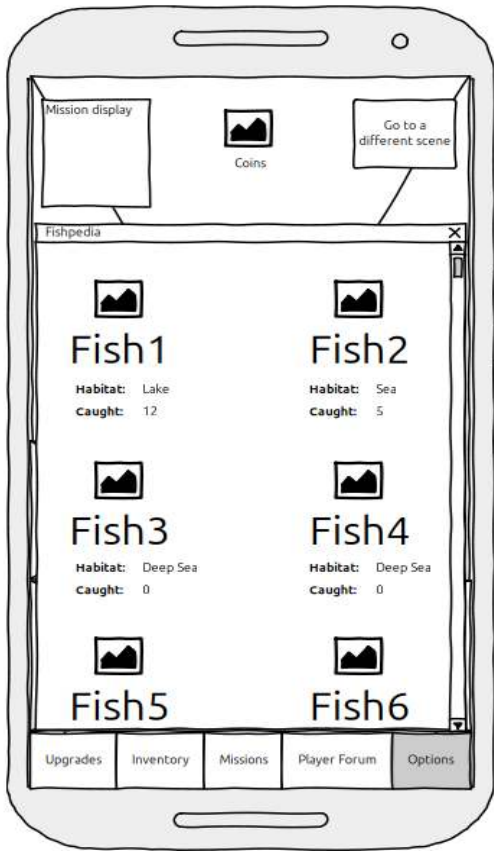 Mission display
Go to a
different scene
Coins
Fishpedia
Fish1
Fish2
Habitat: Lake
Habitat: Sea
Caught: 12
Caught: 5
Fish3
Fish4
Habitat: Deep Sea
Habitat: Deep Sea
Caught: 0
Caught: 0
Fish5
Fish6
Upgrades
Inventory
Missions
Player Forum
Options